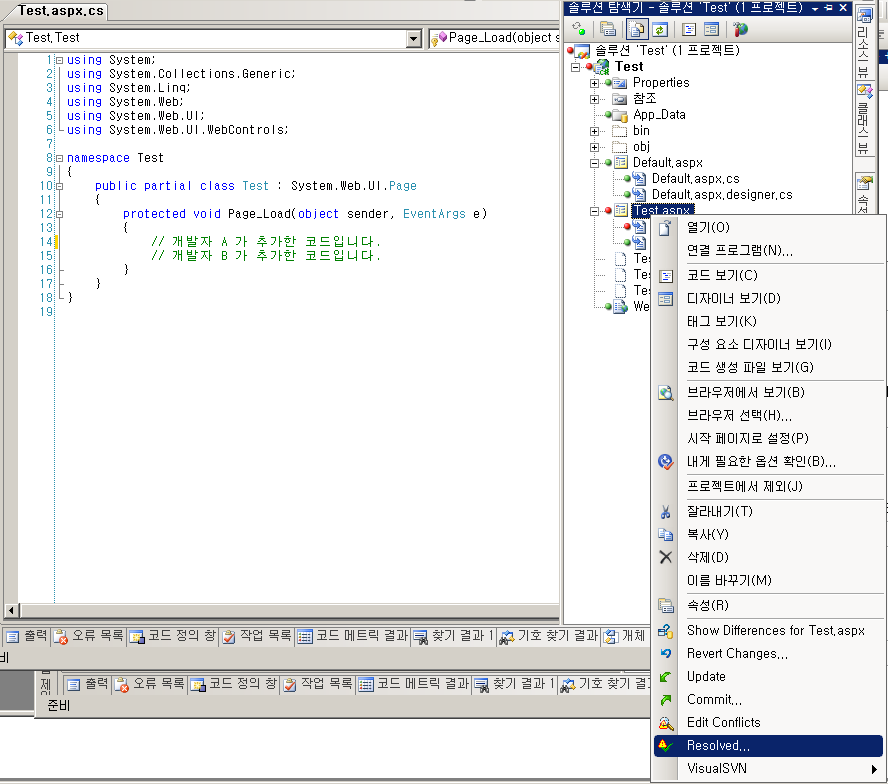 Test.aspx.cs
Test.Test
Page_Load(object s
1 using System;
2 using System.Collections.Generic;
3 using System.Linq;
4 using System.Web;
5 using System.Web.UI;
6 using System.Web.UI.WebControls;
7
8 namespace Test
9 {
10 public partial class Test : System.Web.UI.Page
11 {
12 protected void Page_Load(object sender, EventArgs e)
13 {
14 // 개발자 A 가 추가한 코드입니다.
15 // 개발자 B 가 추가한 코드입니다.
16 }
17 }
18 }
19
솔루션 탐색기 - 솔루션 'Test' (1 프로젝트)
솔루션 'Test' (1 프로젝트)
Test
Properties
참조
App_Data
bin
obj
Default.aspx
Default.aspx.cs
Default.aspx.designer.cs
Test.aspx
Te
Te
Te
We
리소스 뷰
클래스 뷰
속성
열기(O)
연결 프로그램(N)...
코드 보기(C)
디자이너 보기(D)
태그 보기(K)
구성 요소 디자이너 보기(I)
코드 생성 파일 보기(G)
브라우저에서 보기(B)
브라우저 선택(H)...
시작 페이지로 설정(P)
내게 필요한 옵션 확인(B)...
프로젝트에서 제외(J)
잘라내기(T)
복사(Y)
삭제(D)
이름 바꾸기(M)
속성(R)
Show Differences for Test.aspx
Revert Changes...
Update
Commit...
Edit Conflicts
Resolved...
VisualSVN
출력 오류 목록 코드 정의 창 작업 목록 코드 메트릭 결과 찾기 결과 1 기호 찾기 결과 개체
비
출력 오류 목록 코드 정의 창 작업 목록 코드 메트릭 결과 찾기 결과 1 기호 찾기 결
준비